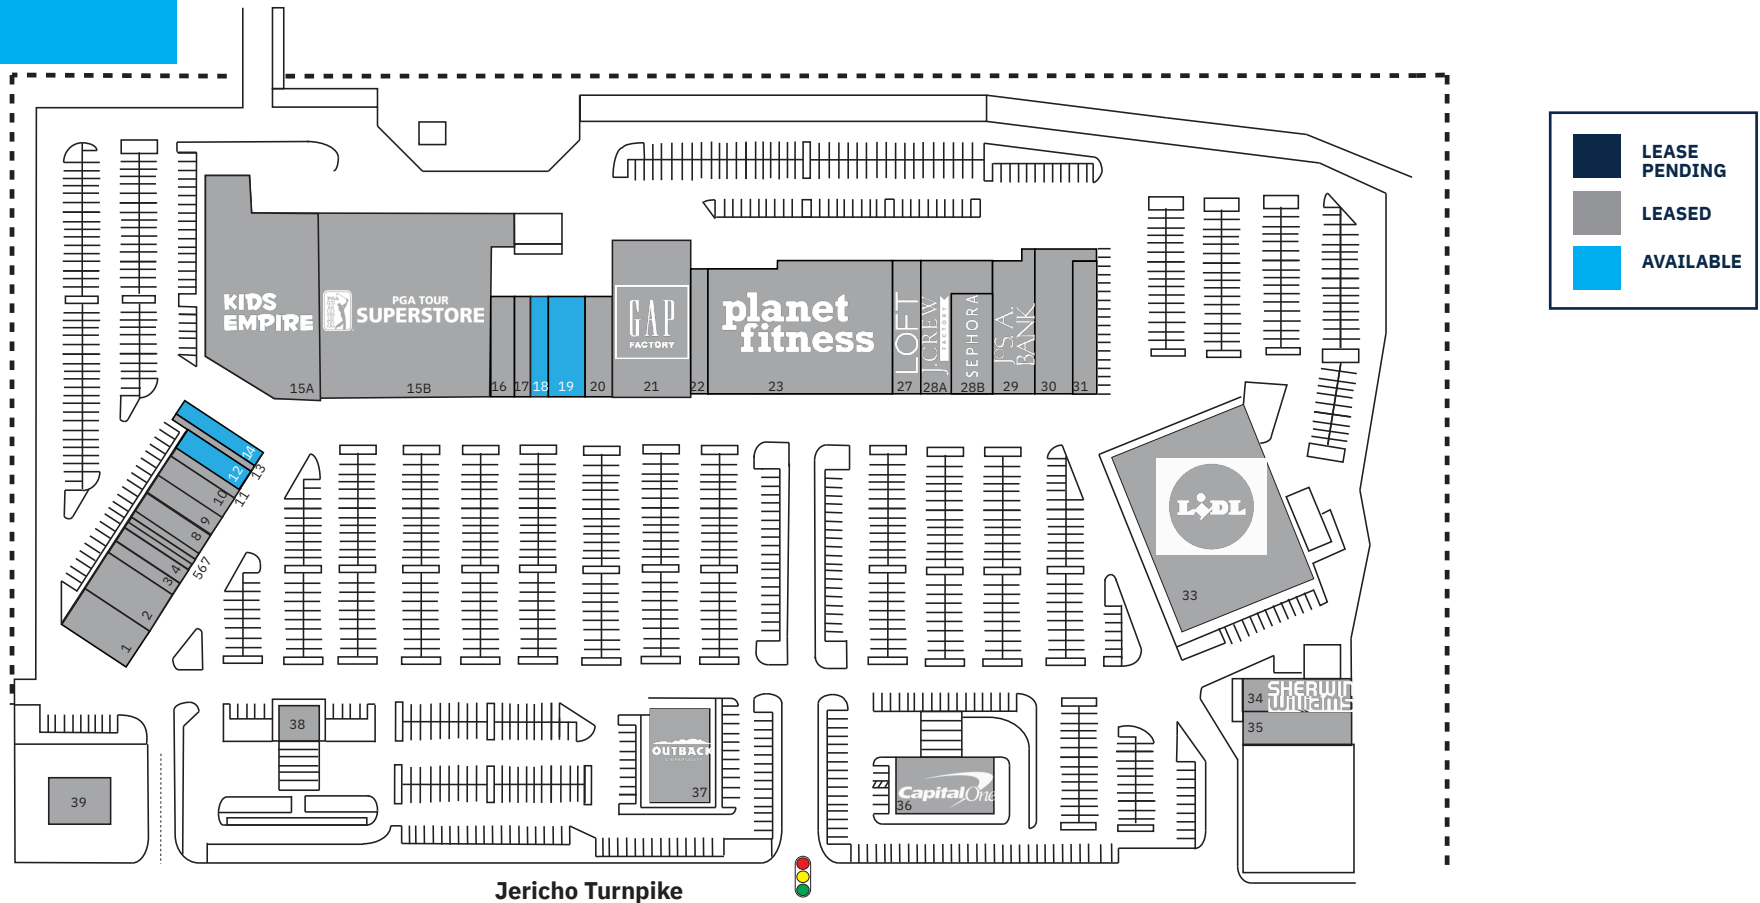 LEASE
PENDING
LEASED
AVAILABLE
KIDS
EMPIRE
15A
PGA TOUR
SUPERSTORE
15B
16
17
18
19
20
GAP
FACTORY
21
22
planet
fitness
23
LOFT
27
J.CREW
FACTORY
28A
SEPHORA
28B
JoS. A.
BANK
29
30
31
14
13
12
11
10
9
8
567
4
3
2
1
LiDL
33
34
SHERWIN
Williams
35
38
39
OUTBACK
37
Capital One
36
Jericho Turnpike